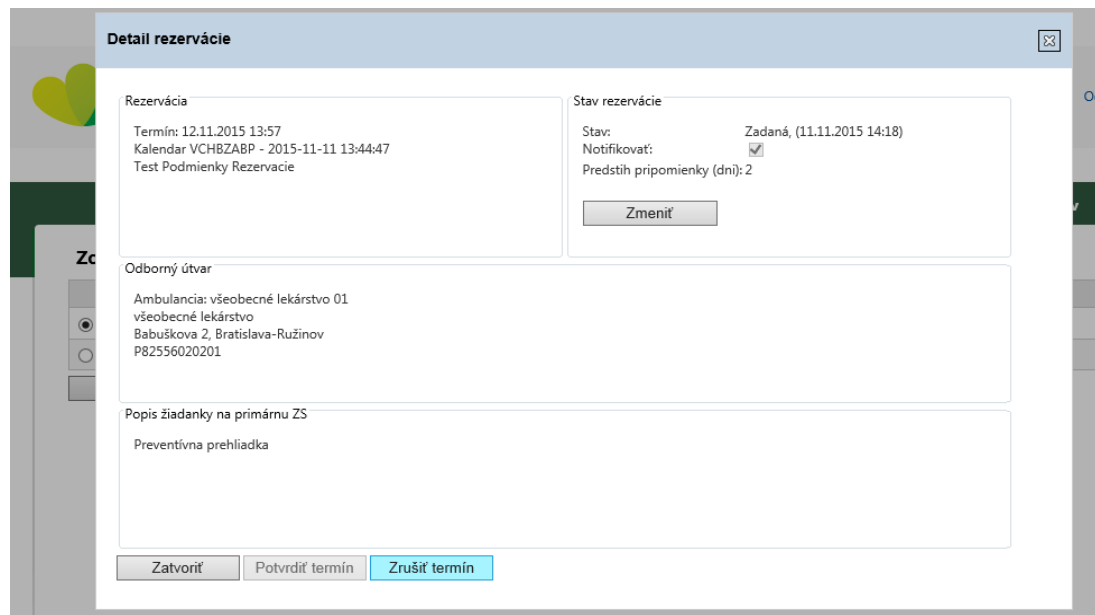 Detail rezervácie
Rezervácia
Termín: 12.11.2015 13:57
Kalendar VCHBZABP - 2015-11-11 13:44:47
Test Podmienky Rezervacie
Stav rezervácie
Stav: Zadaná, (11.11.2015 14:18)
Notifikovať:
Predstih pripomienky (dni): 2
Zmeniť
Odborný útvar
Ambulancia: všeobecné lekárstvo 01
všeobecné lekárstvo
Babuškova 2, Bratislava-Ružinov
P82556020201
Popis žiadanky na primárnu ZS
Preventívna prehliadka
Zatvoriť Potvrdiť termín Zrušiť termín